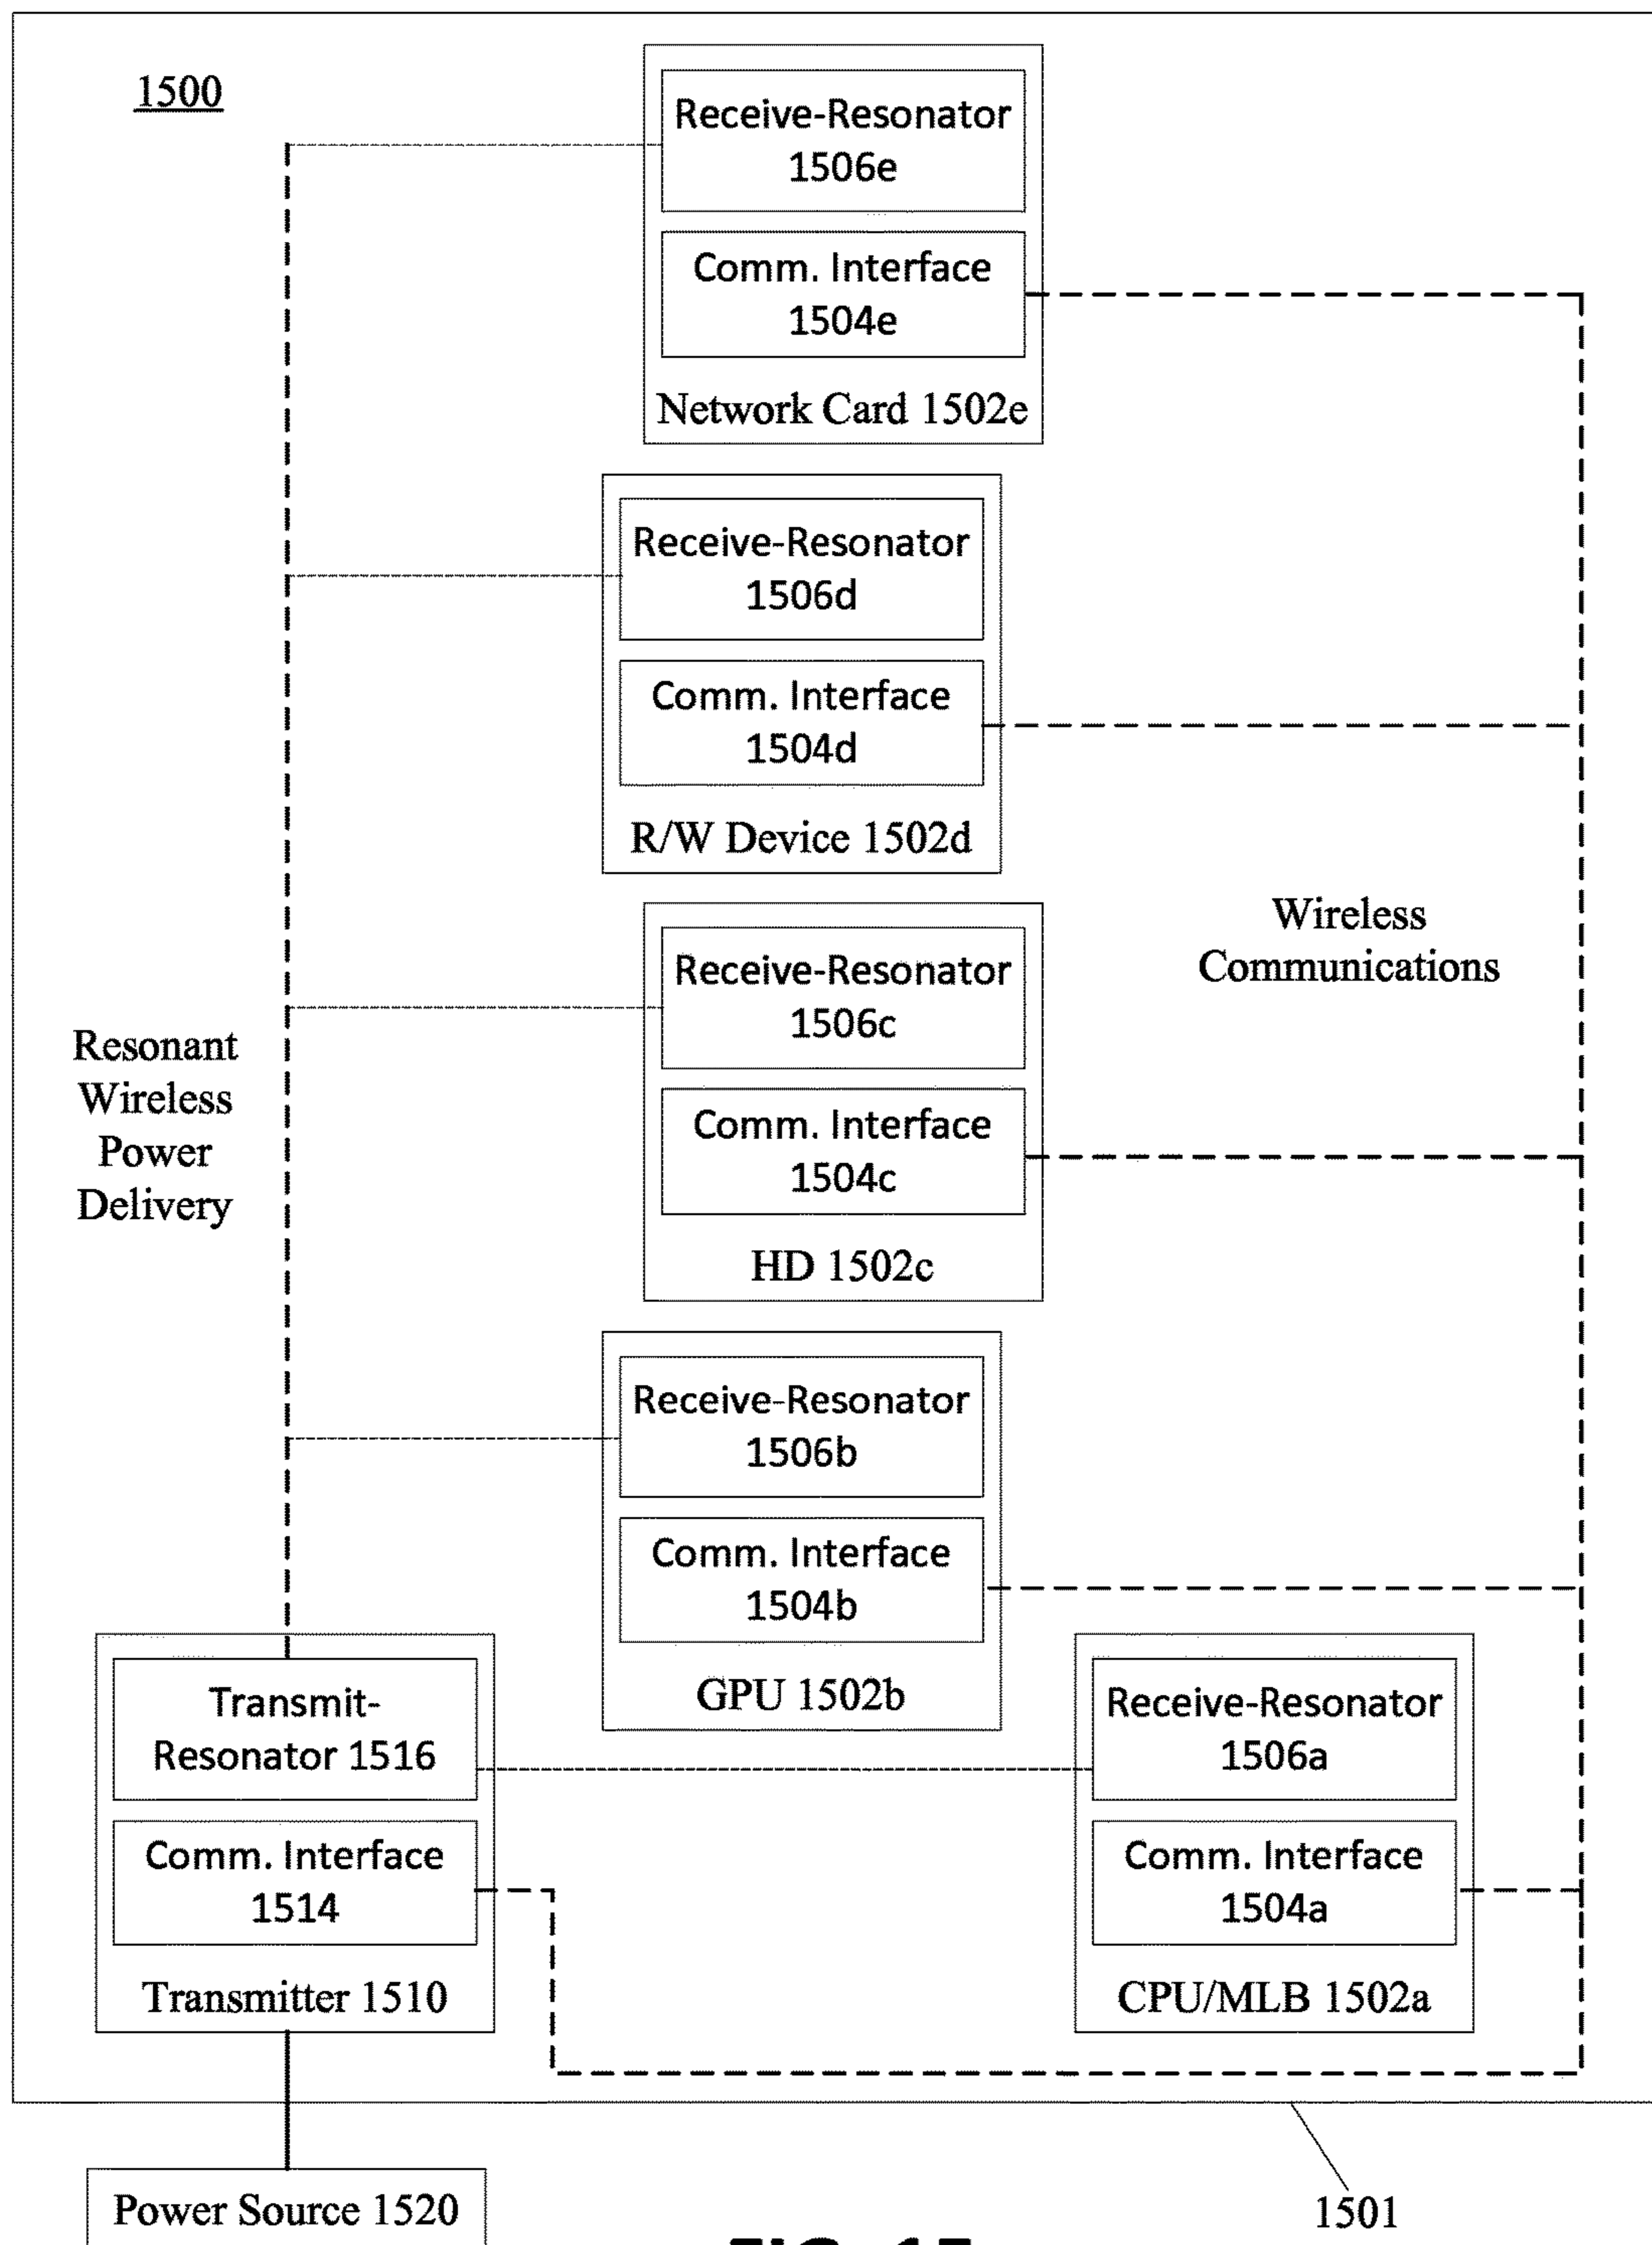 1500
Receive-Resonator
1506e
Comm. Interface
1504e
Network Card 1502e
Receive-Resonator
1506d
Comm. Interface
1504d
R/W Device 1502d
Wireless
Communications
Receive-Resonator
1506c
Comm. Interface
1504c
HD 1502c
Resonant
Wireless
Power
Delivery
Receive-Resonator
1506b
Comm. Interface
1504b
GPU 1502b
Transmit-
Resonator 1516
Comm. Interface
1514
Transmitter 1510
Receive-Resonator
1506a
Comm. Interface
1504a
CPU/MLB 1502a
Power Source 1520
1501